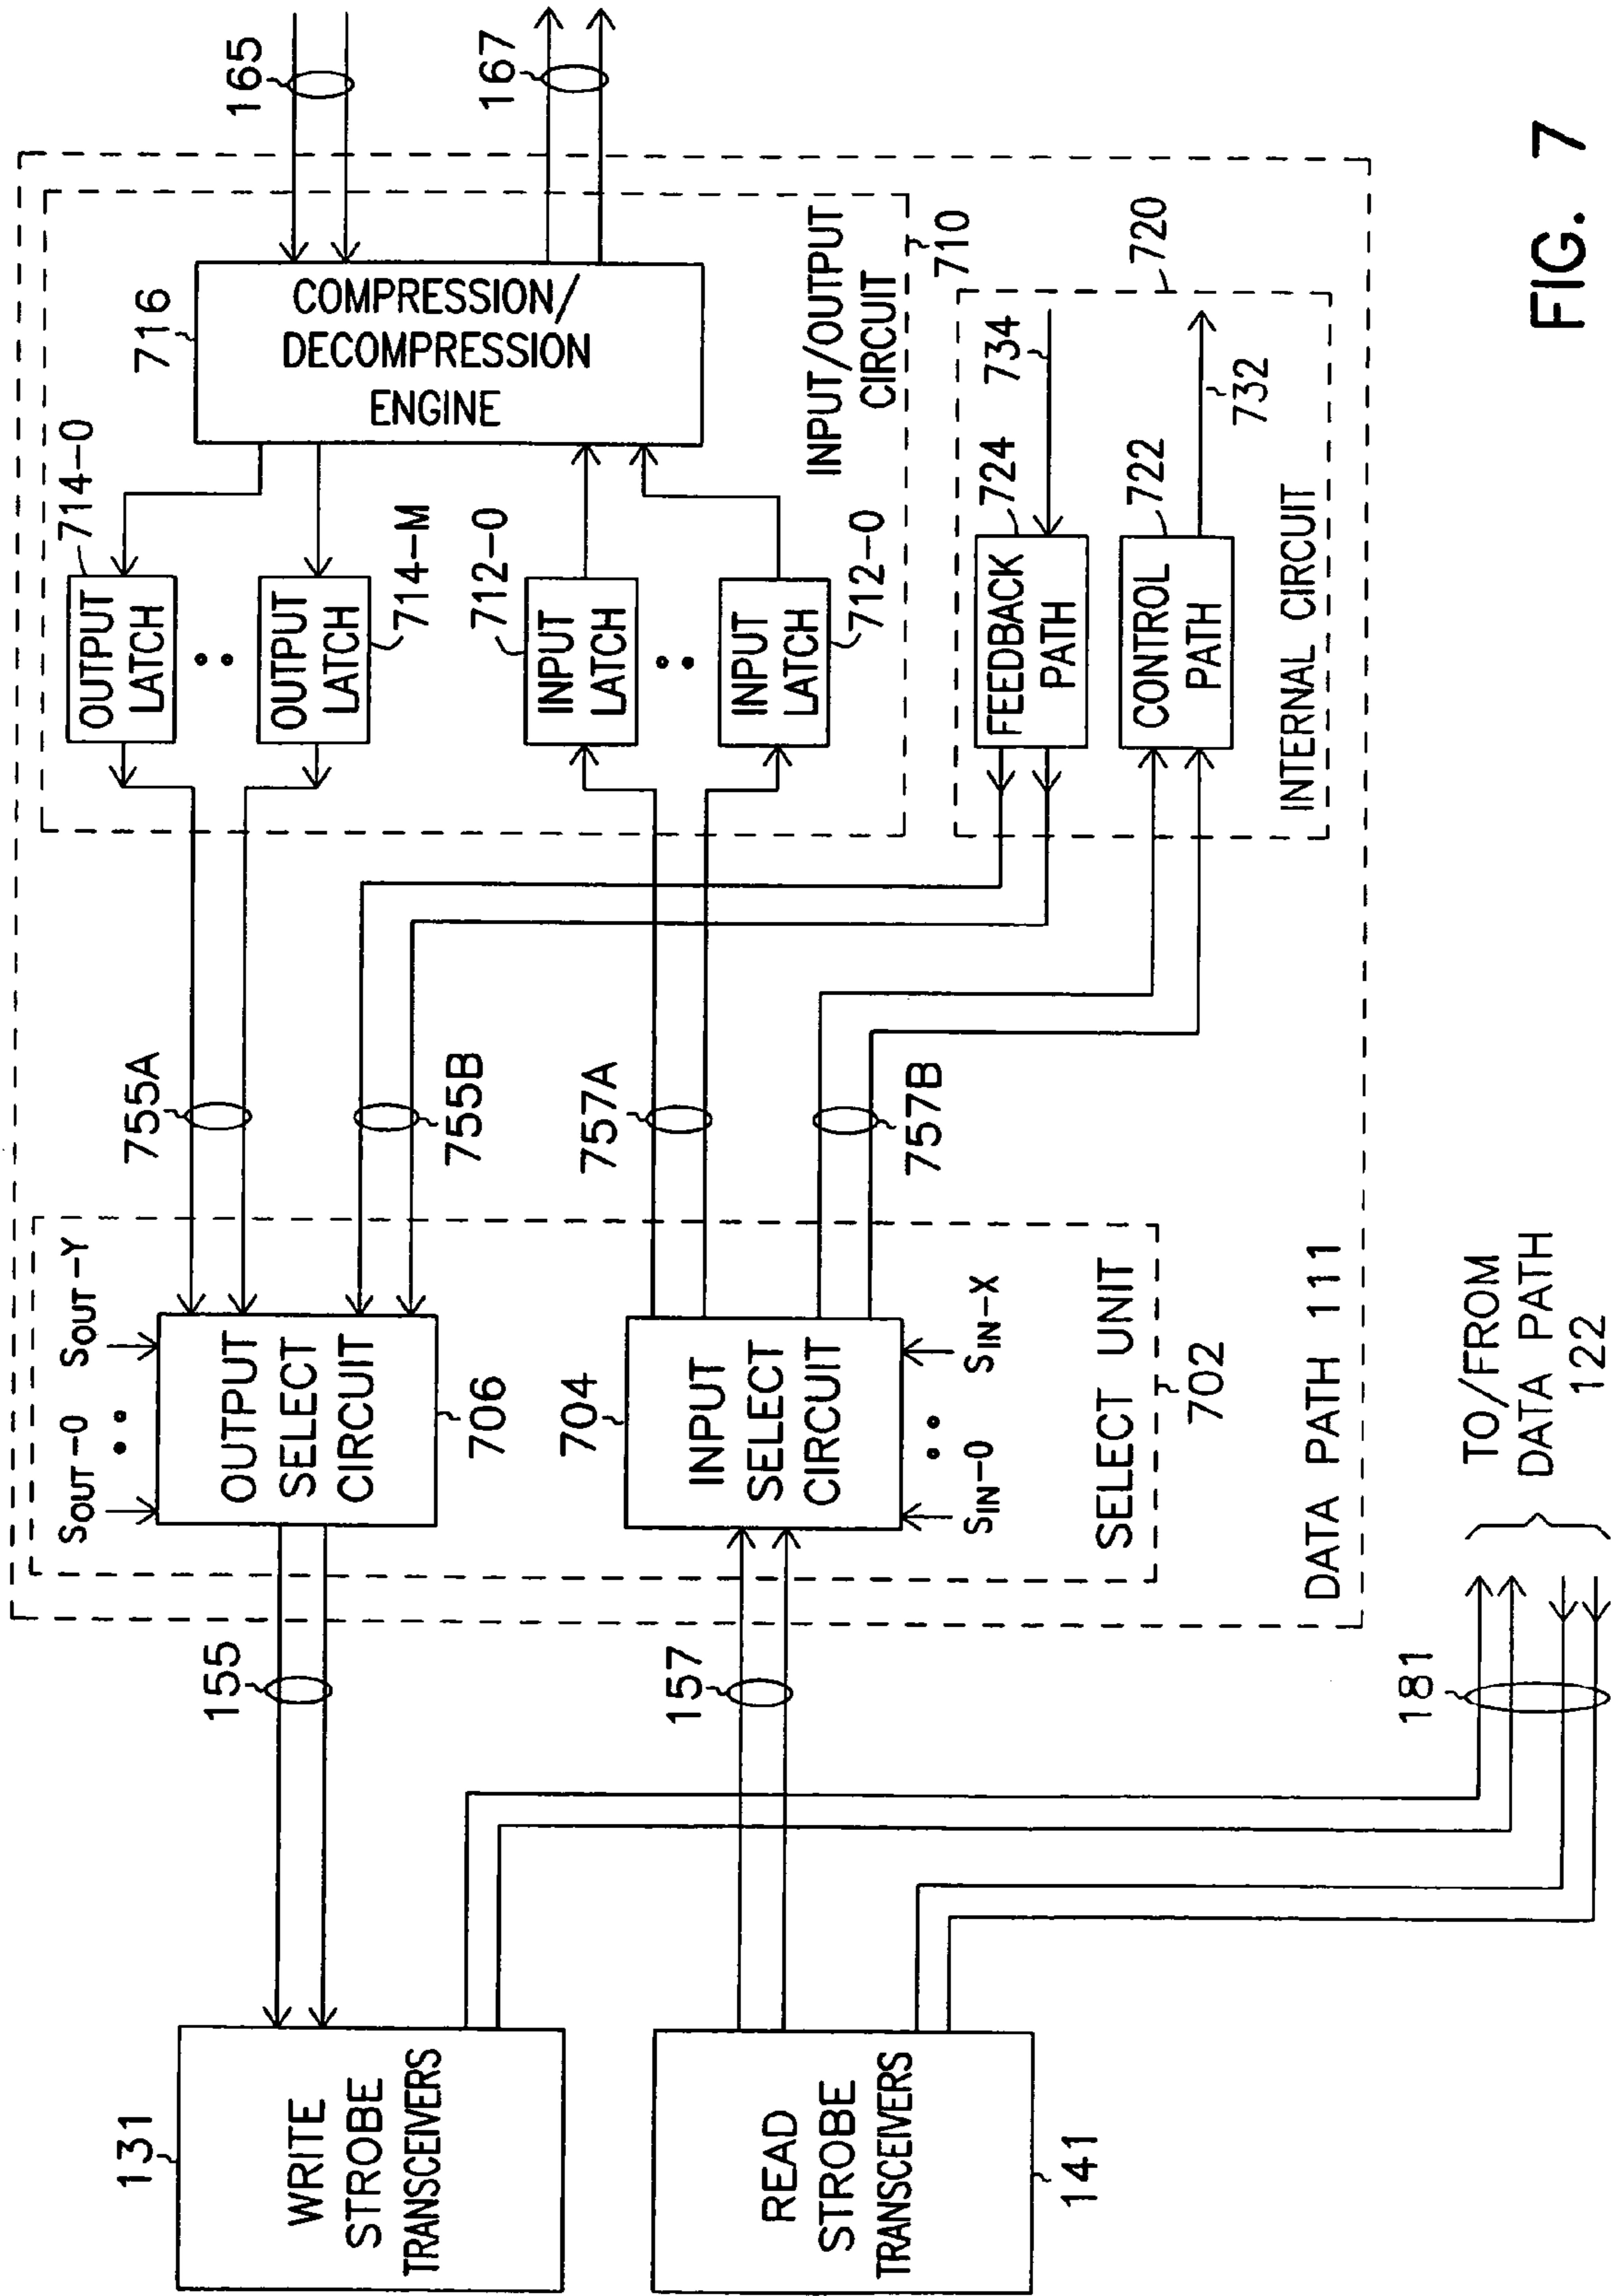 131
WRITE
STROBE
TRANSCEIVERS
READ
STROBE
TRANSCEIVERS
141
155
157
181
TO/FROM
DATA PATH
122
SOUT-0
SOUT-Y
OUTPUT
SELECT
CIRCUIT
706
704
INPUT
SELECT
CIRCUIT
SIN-0
SIN-X
SELECT UNIT
702
DATA PATH 111
755A
755B
757A
757B
714-0
OUTPUT
LATCH
OUTPUT
LATCH
714-M
712-0
INPUT
LATCH
INPUT
LATCH
712-0
716
COMPRESSION/
DECOMPRESSION
ENGINE
INPUT/OUTPUT
CIRCUIT
710
165
167
FEEDBACK
PATH
724
734
CONTROL
PATH
722
732
INTERNAL CIRCUIT
720
FIG. 7